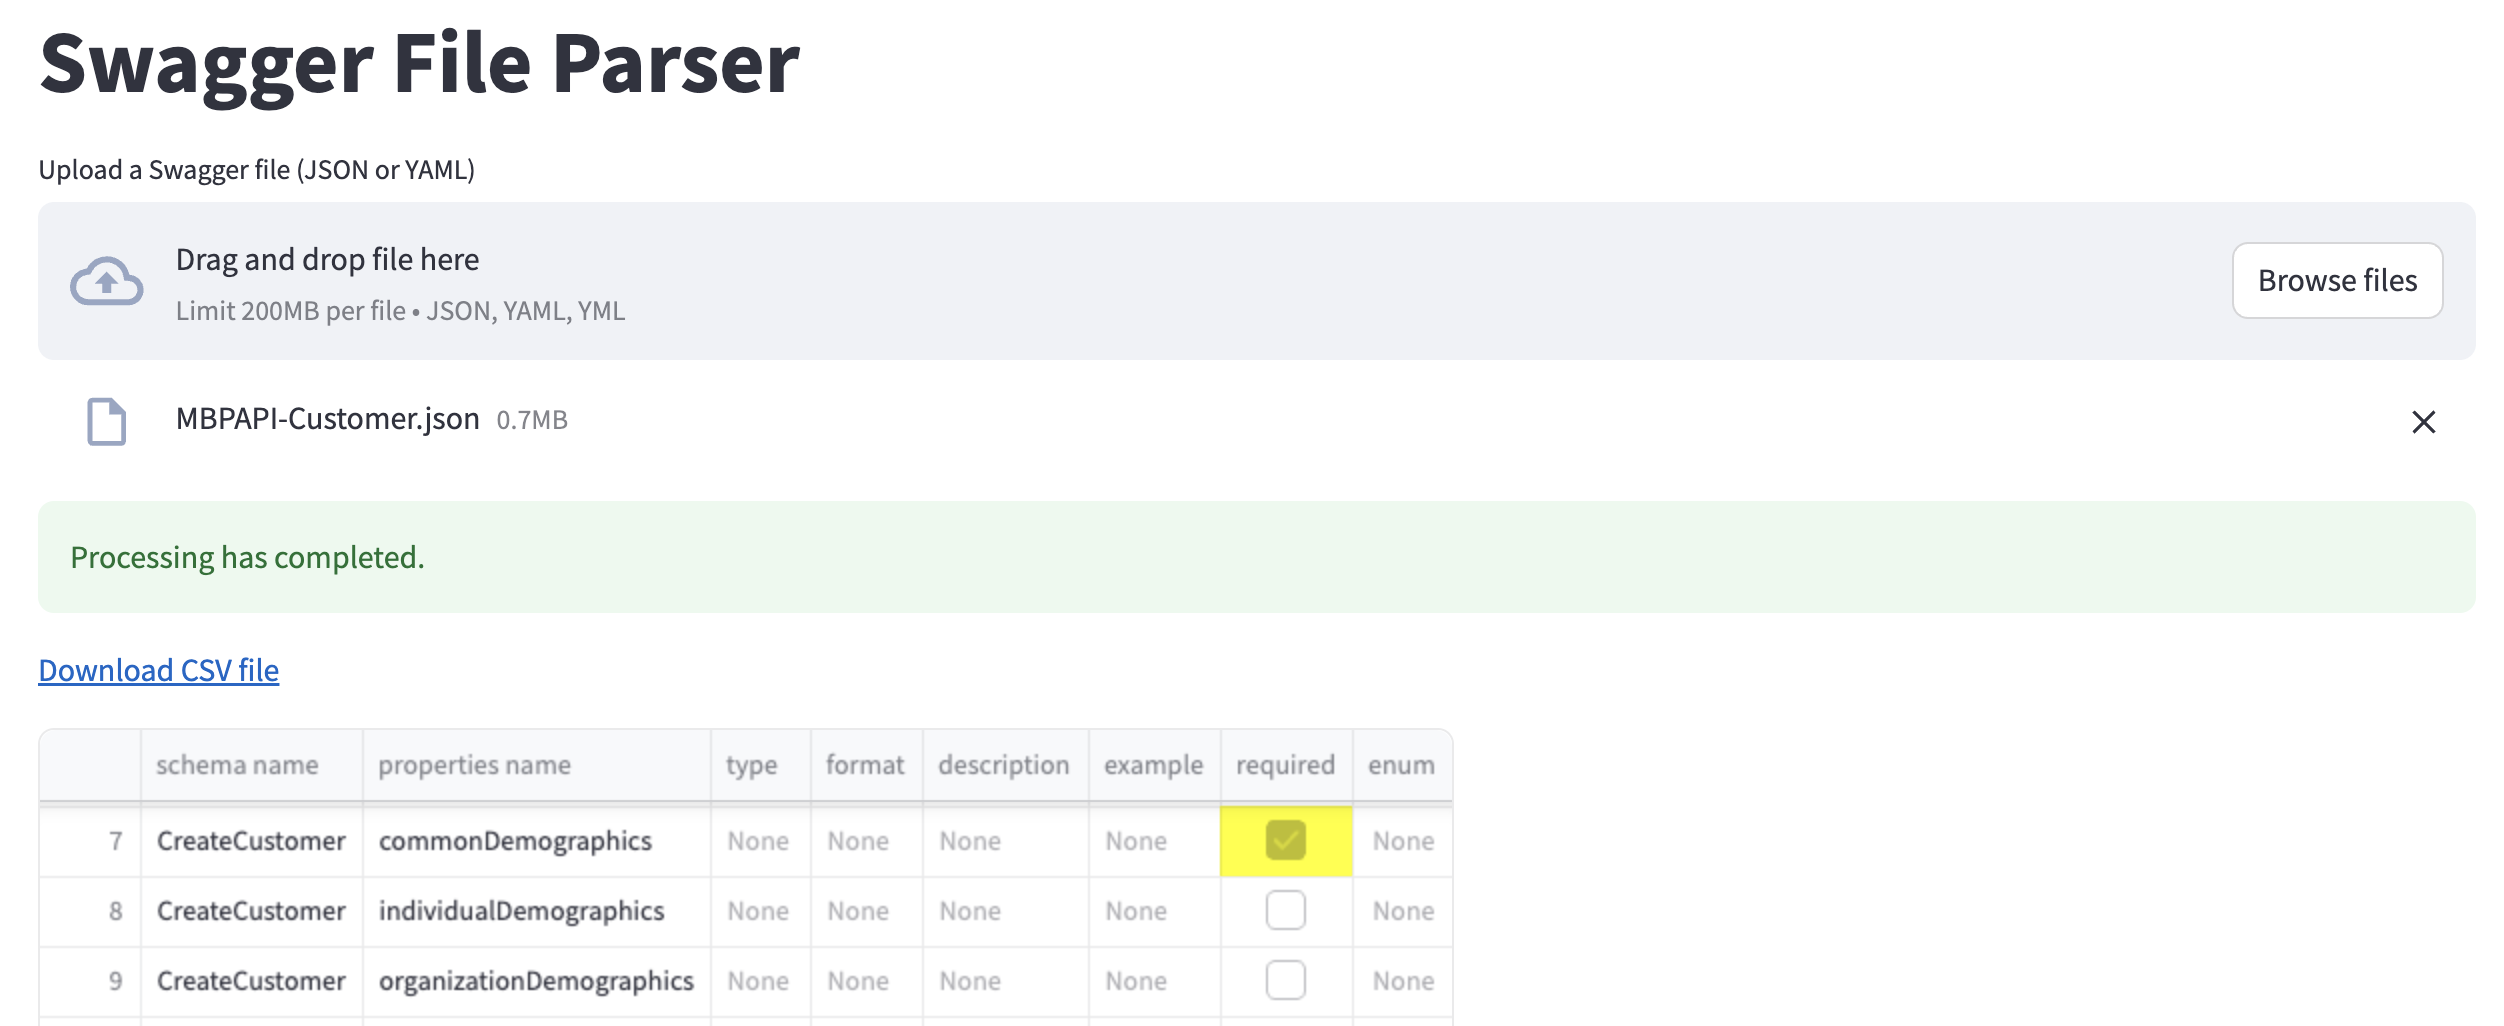 Swagger File Parser
Upload a Swagger file (JSON or YAML)
Drag and drop file here
Limit 200MB per file • JSON, YAML, YML
Browse files
MBPAPI-Customer.json 0.7MB
Processing has completed.
Download CSV file
schema name properties name type format description example required enum
7 CreateCustomer commonDemographics None None None None None
8 CreateCustomer individualDemographics None None None None None
9 CreateCustomer organizationDemographics None None None None None